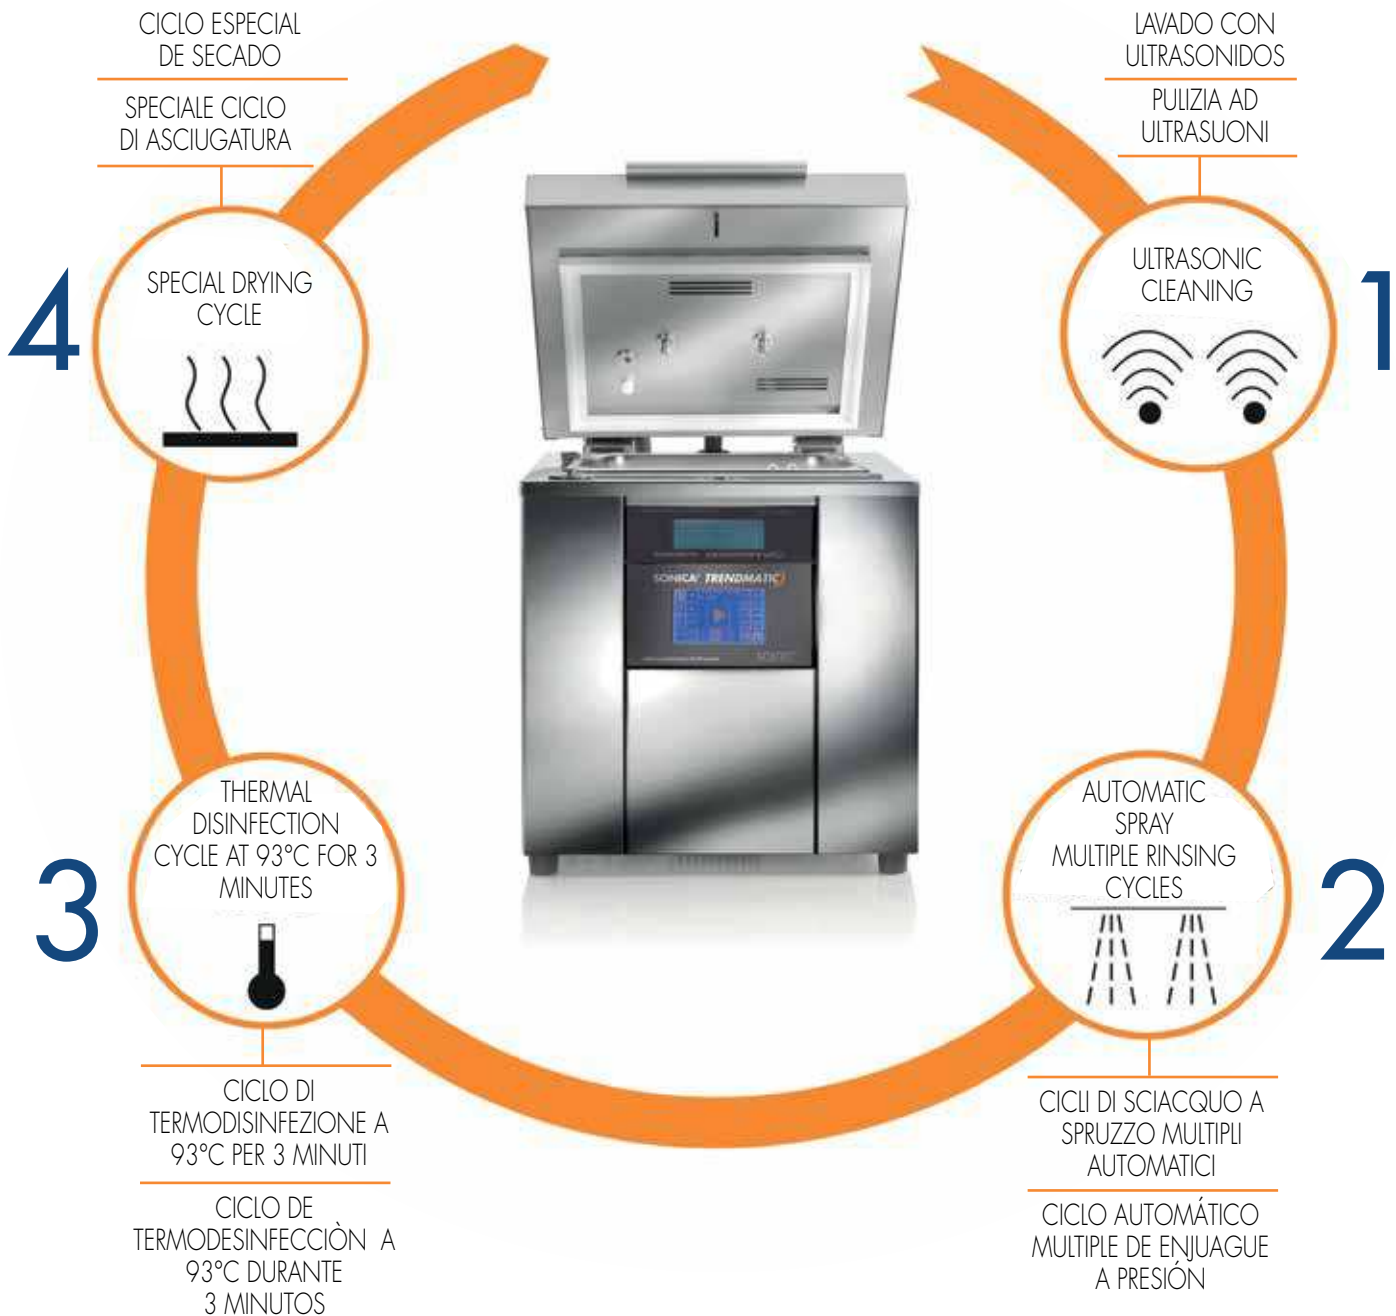 LAVADO CON
ULTRASONIDOS
PULIZIA AD
ULTRASUONI
ULTRASONIC
CLEANING
1
AUTOMATIC
SPRAY
MULTIPLE RINSING
CYCLES
2
CICLI DI SCIACQUO A
SPRUZZO MULTIPLI
AUTOMATICI
CICLO AUTOMÁTICO
MULTIPLE DE ENJUAGUE
A PRESIÓN
THERMAL
DISINFECTION
CYCLE AT 93°C FOR 3
MINUTES
3
CICLO DI
TERMODISINFEZIONE A
93°C PER 3 MINUTI
CICLO DE
TERMODESINFECCIÒN A
93°C DURANTE
3 MINUTOS
CICLO ESPECIAL
DE SECADO
SPECIALE CICLO
DI ASCIUGATURA
SPECIAL DRYING
CYCLE
4
SONICA® TRENDMATIC